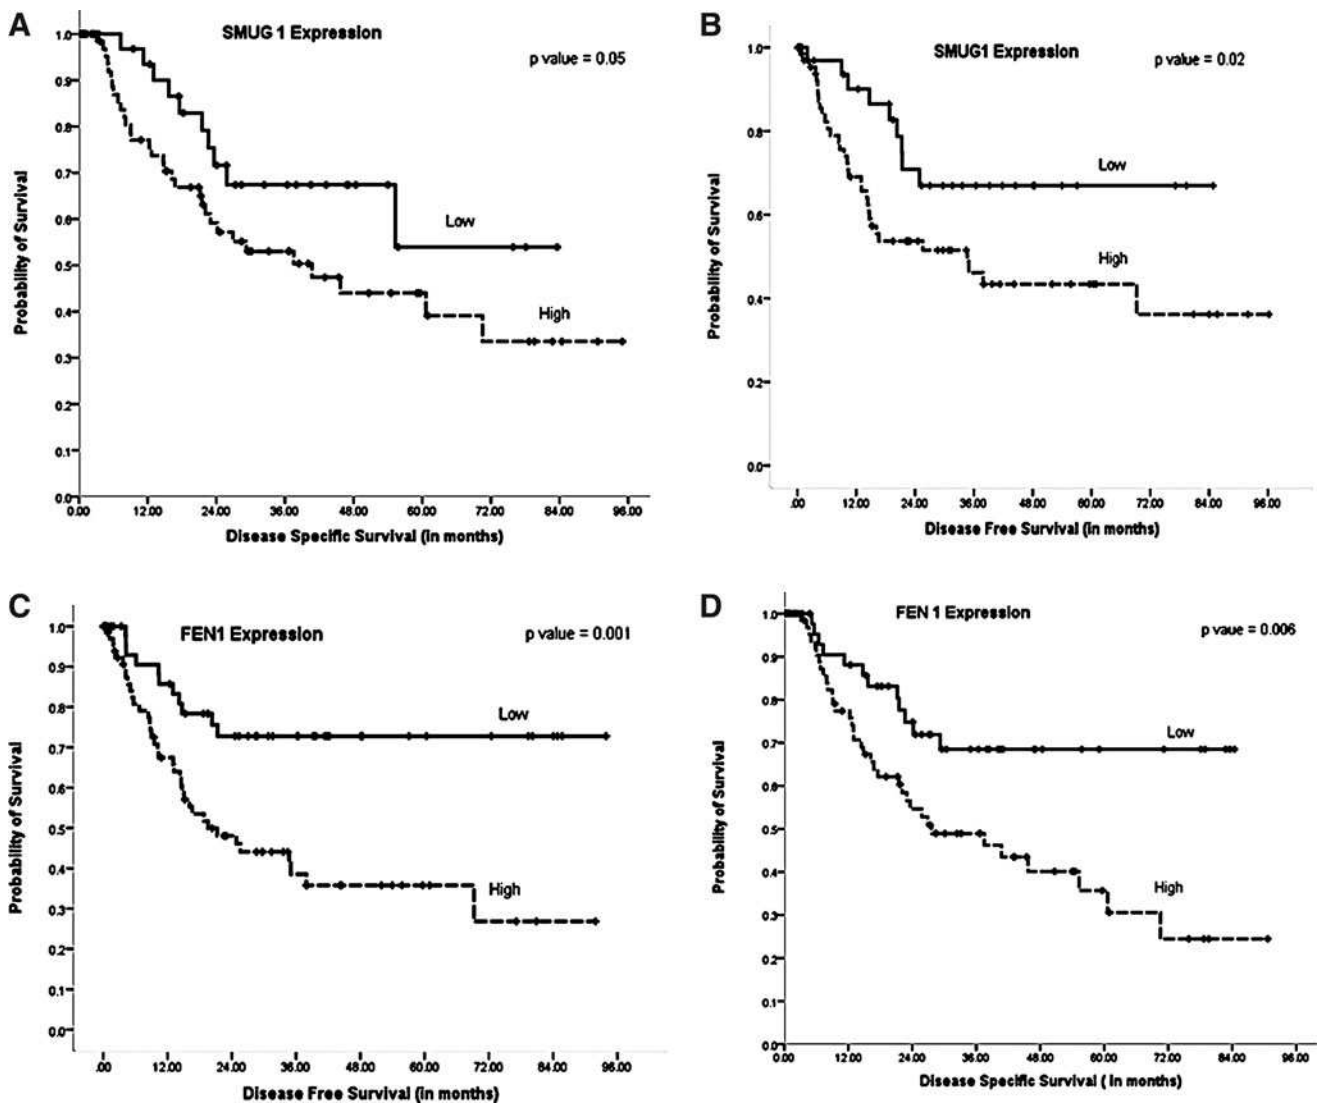 A
SMUG 1 Expression
p value = 0.05
1.0
0.9
0.8
0.7
0.6
0.5
0.4
0.3
0.2
0.1
0.0
Probability of Survival
Low
High
0.00 12.00 24.00 36.00 48.00 60.00 72.00 84.00 96.00
Disease Specific Survival (in months)
B
SMUG1 Expression
p value = 0.02
1.0
0.8
0.6
0.4
0.2
0.0
Probability of Survival
Low
High
.00 12.00 24.00 36.00 48.00 60.00 72.00 84.00 96.00
Disease Free Survival (in months)
C
FEN1 Expression
p value = 0.001
1.0
0.9
0.8
0.7
0.6
0.5
0.4
0.3
0.2
0.1
0.0
Probability of Survival
Low
High
.00 12.00 24.00 36.00 48.00 60.00 72.00 84.00 96.00
Disease Free Survival (in months)
D
FEN 1 Expression
p vaue = 0.006
1.0
0.9
0.8
0.7
0.6
0.5
0.4
0.3
0.2
0.1
0.0
Probability of Survival
Low
High
0.00 12.00 24.00 36.00 48.00 60.00 72.00 84.00 96.00
Disease Specific Survival ( in months)